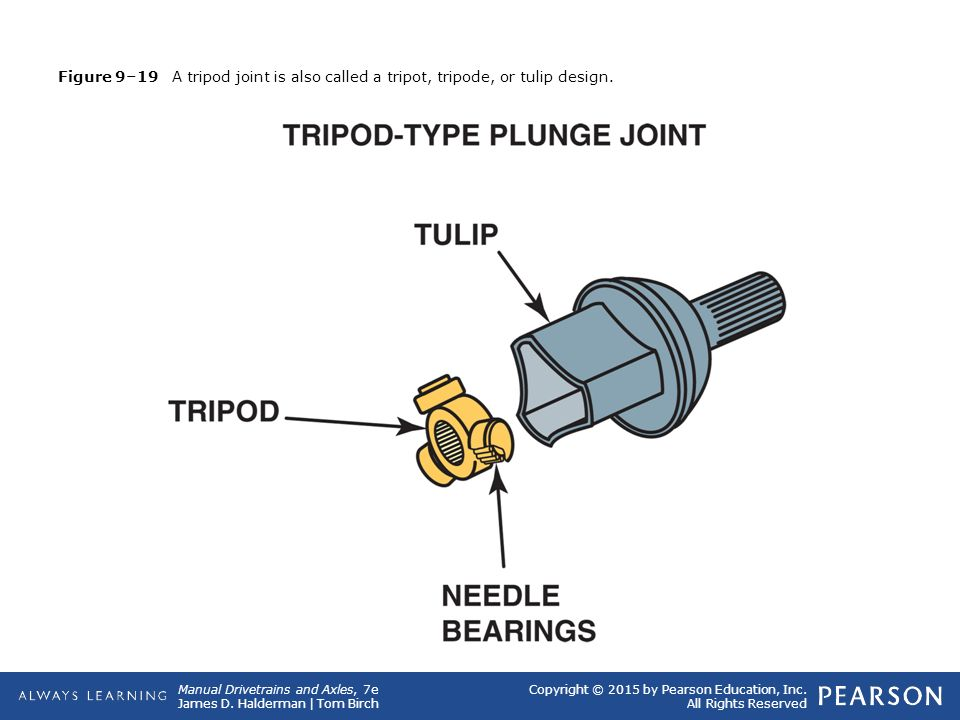 Figure 9–19 A tripod joint is also called a tripot, tripode, or tulip design.
TRIPOD-TYPE PLUNGE JOINT
TULIP
TRIPOD
NEEDLE
BEARINGS
ALWAYS LEARNING
Manual Drivetrains and Axles, 7e
James D. Halderman | Tom Birch
Copyright © 2015 by Pearson Education, Inc.
All Rights Reserved
PEARSON